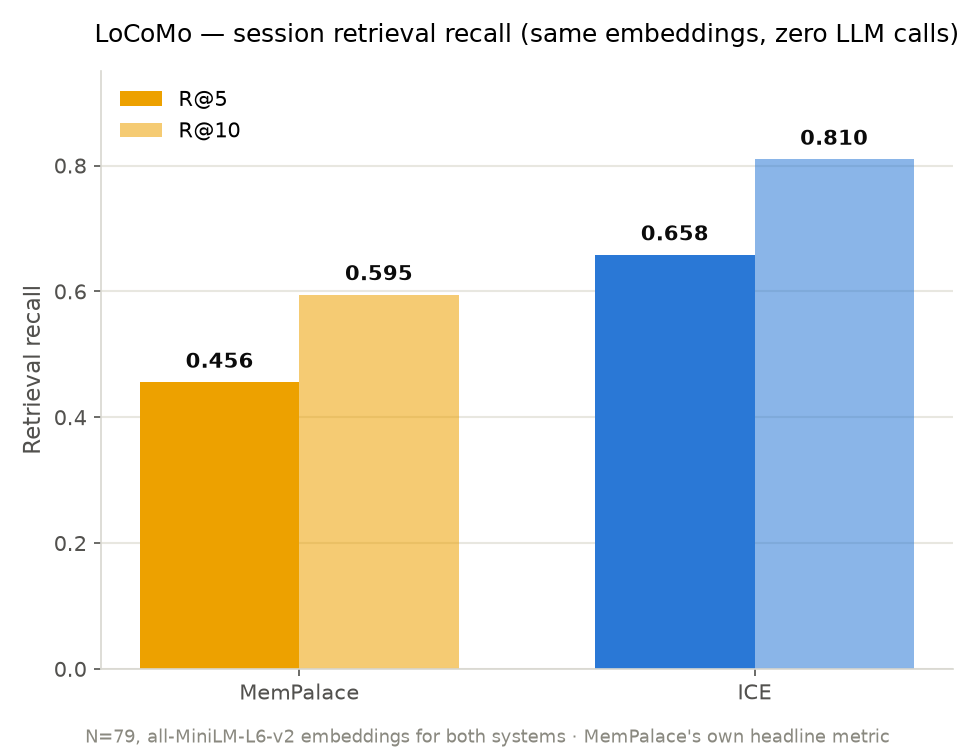 LoCoMo — session retrieval recall (same embeddings, zero LLM calls)
R@5
R@10
0.810
0.8
0.658
0.6
0.595
0.456
0.4
0.2
0.0
Retrieval recall
MemPalace
ICE
N=79, all-MiniLM-L6-v2 embeddings for both systems · MemPalace's own headline metric